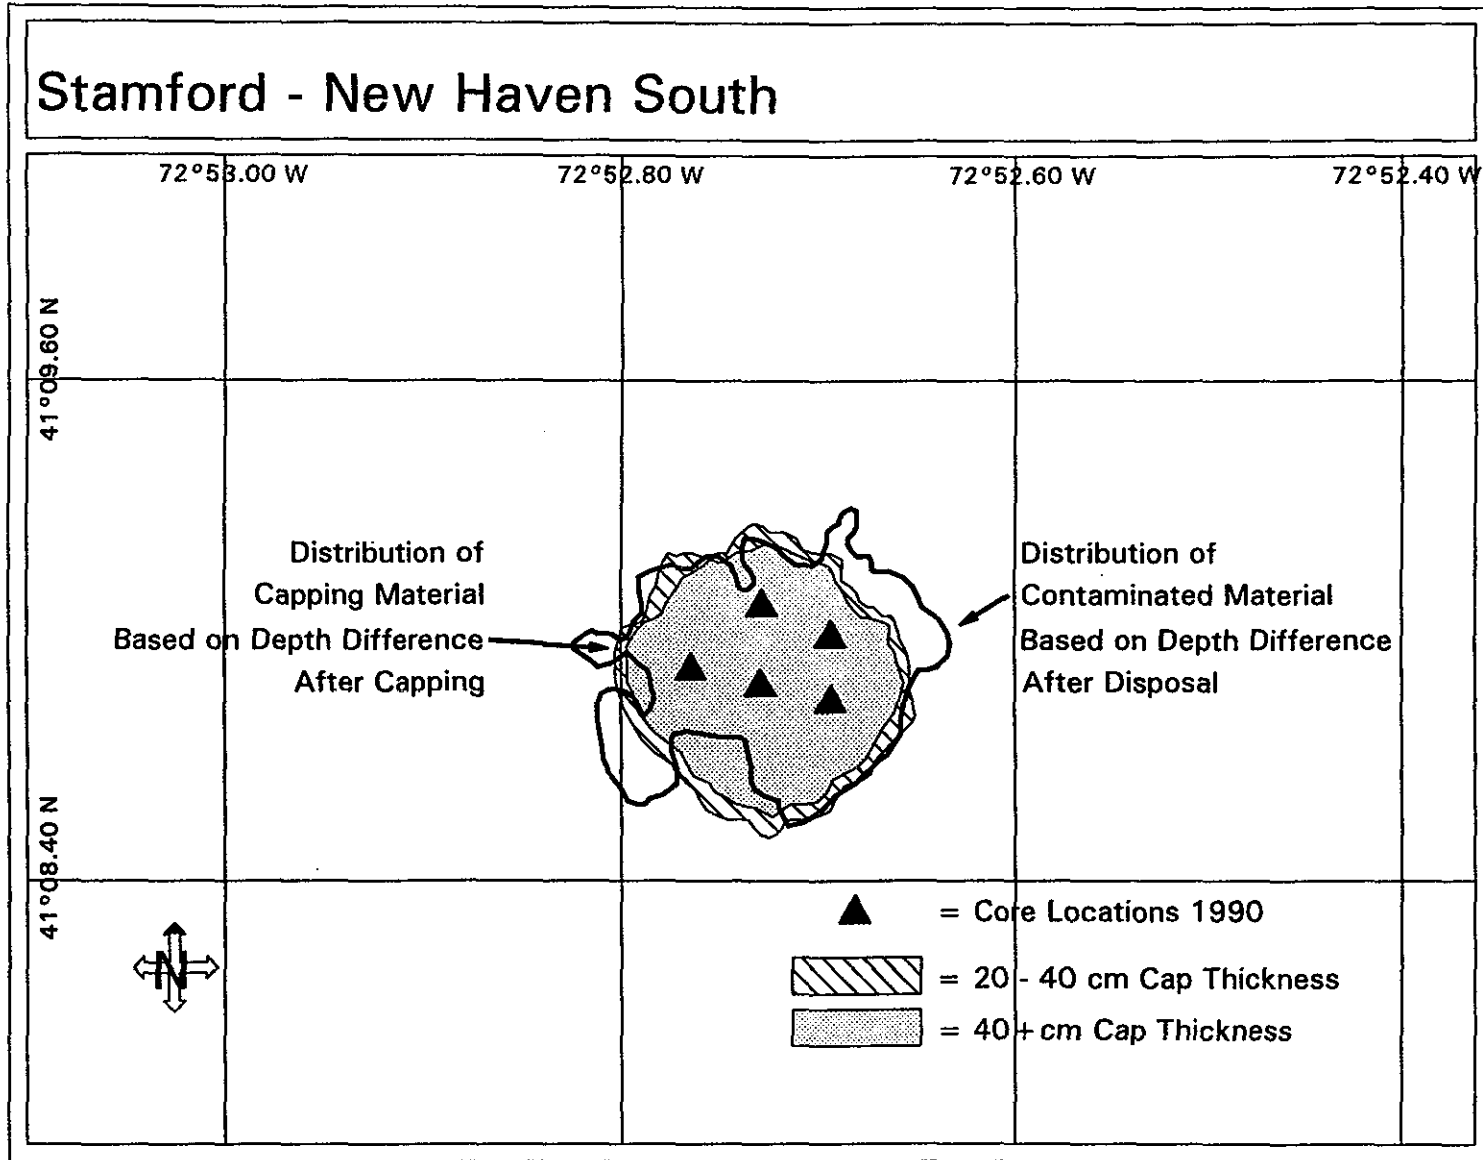 Stamford - New Haven South
72°53.00 W
72°52.80 W
72°52.60 W
72°52.40 W
41°09.60 N
Distribution of
Capping Material
Based on Depth Difference
After Capping
Distribution of
Contaminated Material
Based on Depth Difference
After Disposal
41°08.40 N
N
= Core Locations 1990
= 20 - 40 cm Cap Thickness
= 40+ cm Cap Thickness